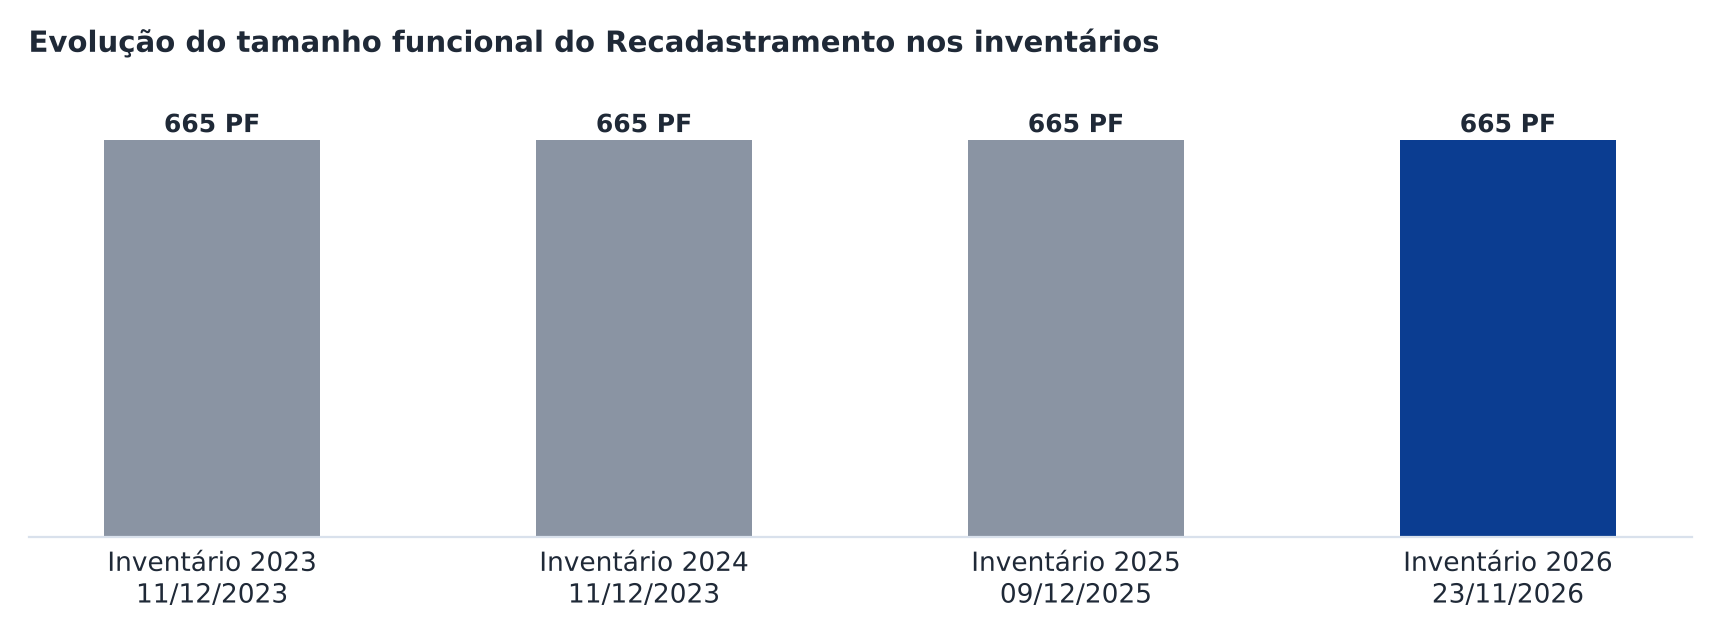 Evolução do tamanho funcional do Recadastramento nos inventários
665 PF
665 PF
665 PF
665 PF
Inventário 2023
11/12/2023
Inventário 2024
11/12/2023
Inventário 2025
09/12/2025
Inventário 2026
23/11/2026